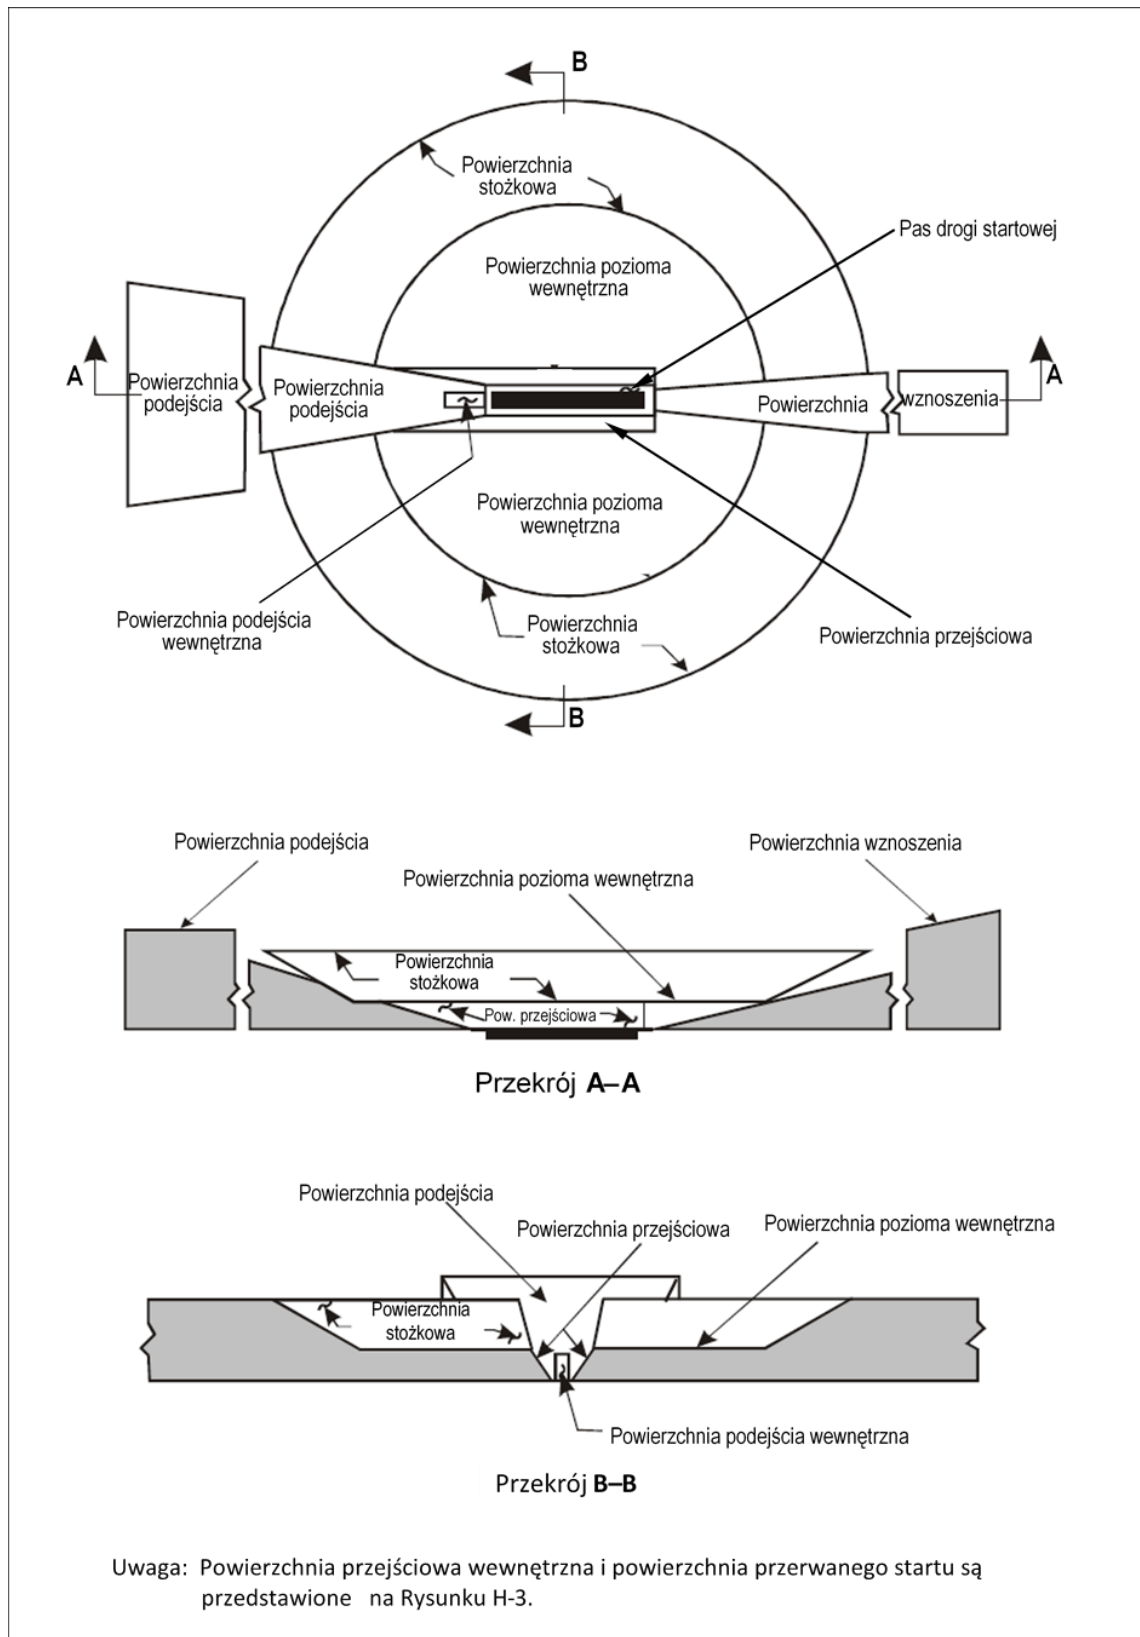 B
Powierzchnia
stożkowa
Pas drogi startowej
Powierzchnia pozioma
wewnętrzna
A
A
Powierzchnia
podejścia
Powierzchnia
podejścia
Powierzchnia
wznoszenia
Powierzchnia pozioma
wewnętrzna
Powierzchnia podejścia
wewnętrzna
Powierzchnia
stożkowa
Powierzchnia przejściowa
B
Powierzchnia podejścia
Powierzchnia wznoszenia
Powierzchnia pozioma wewnętrzna
Powierzchnia
stożkowa
Pow. przejściowa
Przekrój A–A
Powierzchnia podejścia
Powierzchnia przejściowa
Powierzchnia pozioma wewnętrzna
Powierzchnia
stożkowa
Powierzchnia podejścia wewnętrzna
Przekrój B–B
Uwaga: Powierzchnia przejściowa wewnętrzna i powierzchnia przerwanego startu są
przedstawione na Rysunku H-3.